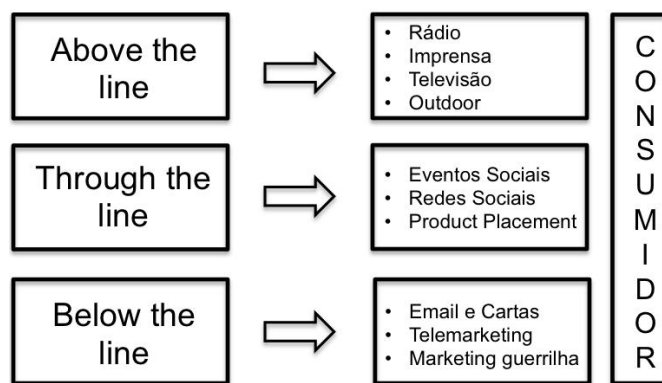 Above the
line
• Rádio
• Imprensa
• Televisão
• Outdoor
Through the
line
• Eventos Sociais
• Redes Sociais
• Product Placement
Below the
line
• Email e Cartas
• Telemarketing
• Marketing guerrilha
C
O
N
S
U
M
I
D
O
R